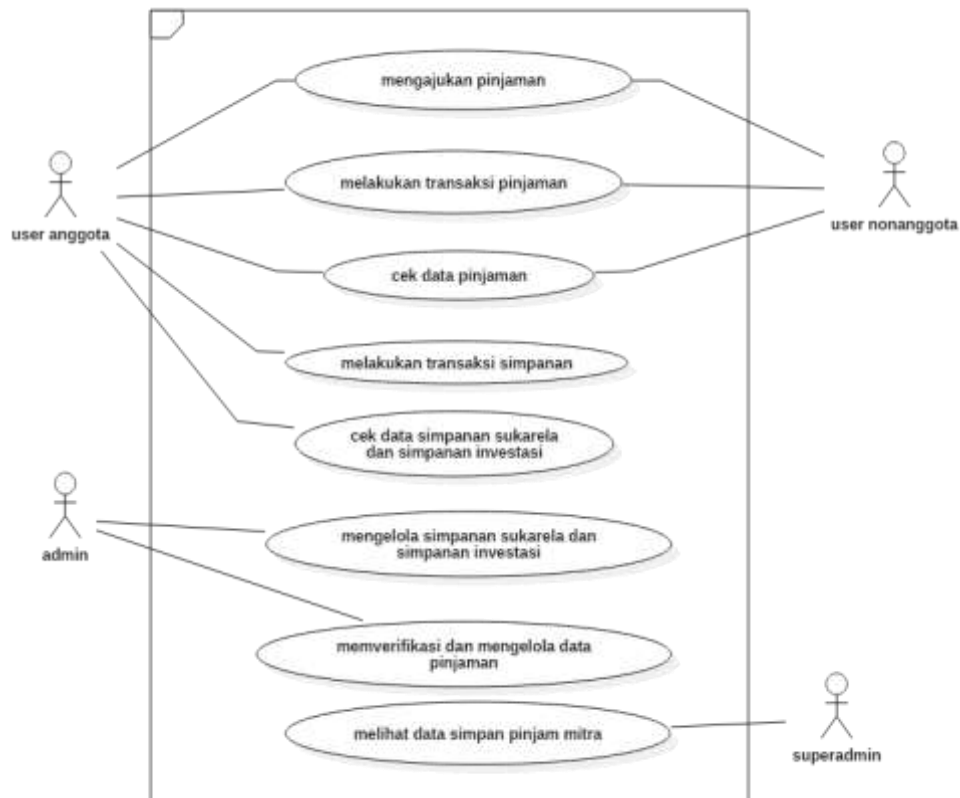 mengajukan pinjaman
melakukan transaksi pinjaman
user anggota
user nonanggota
cek data pinjaman
melakukan transaksi simpanan
cek data simpanan sukarela
dan simpanan investasi
mengelola simpanan sukarela dan
simpanan investasi
admin
memverifikasi dan mengelola data
pinjaman
melihat data simpan pinjam mitra
superadmin